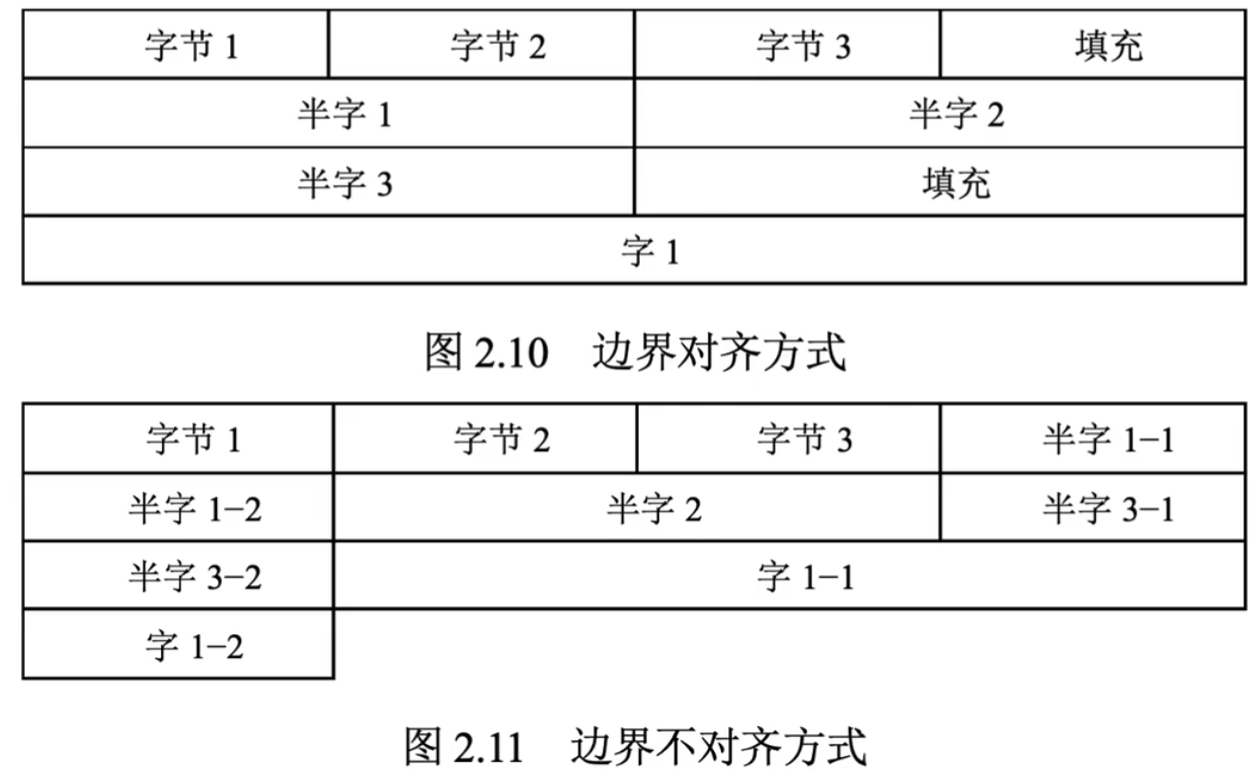 字节 1 字节 2 字节 3 填充
半字 1 半字 2
半字 3 填充
字 1
图 2.10 边界对齐方式
字节 1 字节 2 字节 3 半字 1−1
半字 1−2 半字 2 半字 3−1
半字 3−2 字 1−1
字 1−2
图 2.11 边界不对齐方式